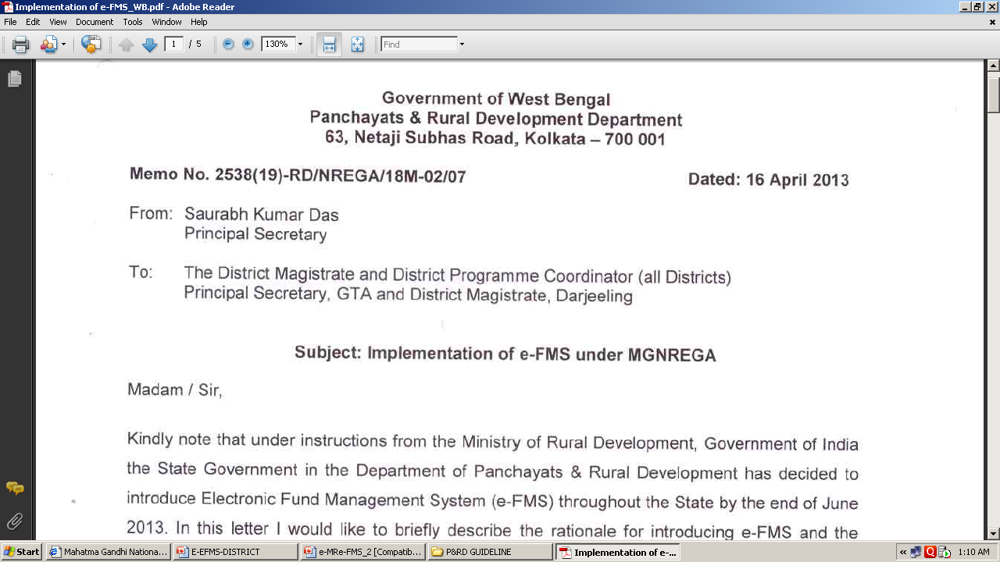 Implementation of e-FMS_WB.pdf - Adobe Reader
File Edit View Document Tools Window Help
1 / 5 130% Find
Government of West Bengal
Panchayats & Rural Development Department
63, Netaji Subhas Road, Kolkata – 700 001
Memo No. 2538(19)-RD/NREGA/18M-02/07 Dated: 16 April 2013
From: Saurabh Kumar Das
Principal Secretary
To: The District Magistrate and District Programme Coordinator (all Districts)
Principal Secretary, GTA and District Magistrate, Darjeeling
Subject: Implementation of e-FMS under MGNREGA
Madam / Sir,
Kindly note that under instructions from the Ministry of Rural Development, Government of India
the State Government in the Department of Panchayats & Rural Development has decided to
introduce Electronic Fund Management System (e-FMS) throughout the State by the end of June
2013. In this letter I would like to briefly describe the rationale for introducing e-FMS and the
Start Mahatma Gandhi Nationa... E-EFMS-DISTRICT e-MRe-FMS_2 [Compatib... P&RD GUIDELINE Implementation of e-... « 1:10 AM